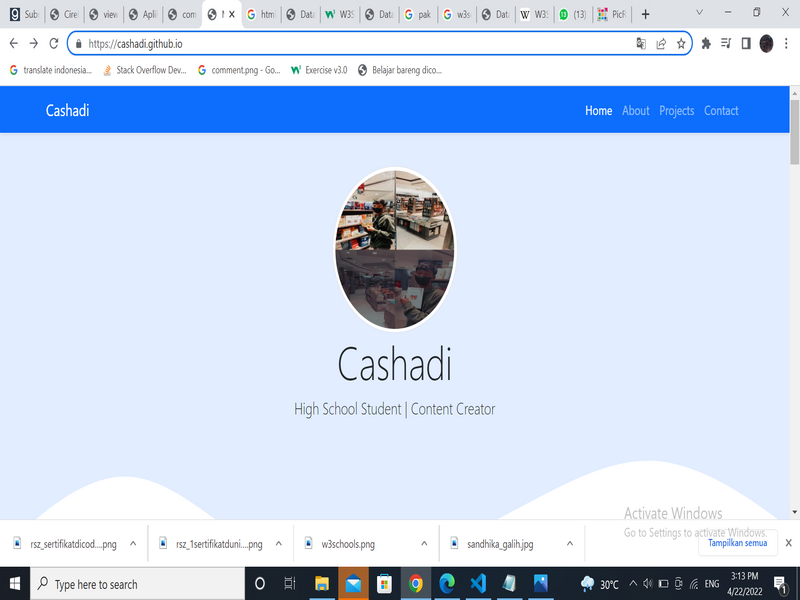 Sub
Cire
view
Apli
com
html
Data
W3S
Data
pak
w3s
Data
W3S
(13)
PicR
https://cashadi.github.io
translate indonesia...
Stack Overflow Dev...
comment.png - Go...
Exercise v3.0
Belajar bareng dico...
Cashadi
Home About Projects Contact
Cashadi
High School Student | Content Creator
Activate Windows
Go to Settings to activate Windows.
rsz_sertifikatdicod....png
rsz_1sertifikatduni....png
w3schools.png
sandhika_galih.jpg
Tampilkan semua
Type here to search
30°C
ENG
3:13 PM
4/22/2022
1